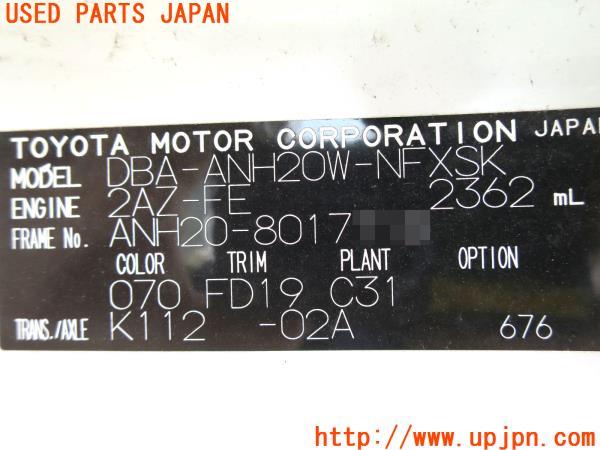 USED PARTS JAPAN
TOYOTA MOTOR CORPORATION JAPAN
MODEL DBA-ANH20W-NFXSK
ENGINE 2AZ-FE 2362 mL
FRAME No. ANH20-8017
COLOR TRIM PLANT OPTION
070 FD19 C31
TRANS./AXLE K112 -02A 676
http://www.upjpn.com/